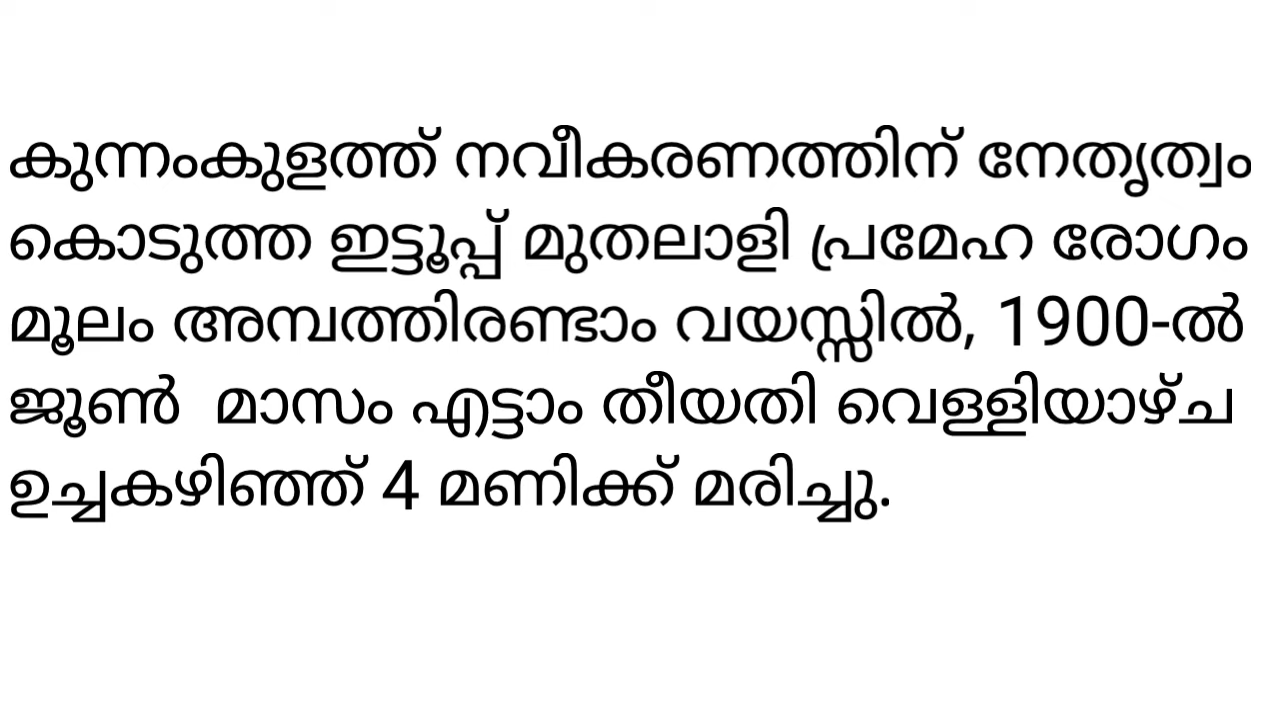 കുന്നംകുളത്ത് നവീകരണത്തിന് നേതൃത്വം
കൊടുത്ത ഇട്ടൂപ്പ് മുതലാളി പ്രമേഹ രോഗം
മൂലം അമ്പത്തിരണ്ടാം വയസ്സിൽ, 1900-ൽ
ജൂൺ  മാസം എട്ടാം തീയതി വെള്ളിയാഴ്ച
ഉച്ചകഴിഞ്ഞ് 4 മണിക്ക് മരിച്ചു.